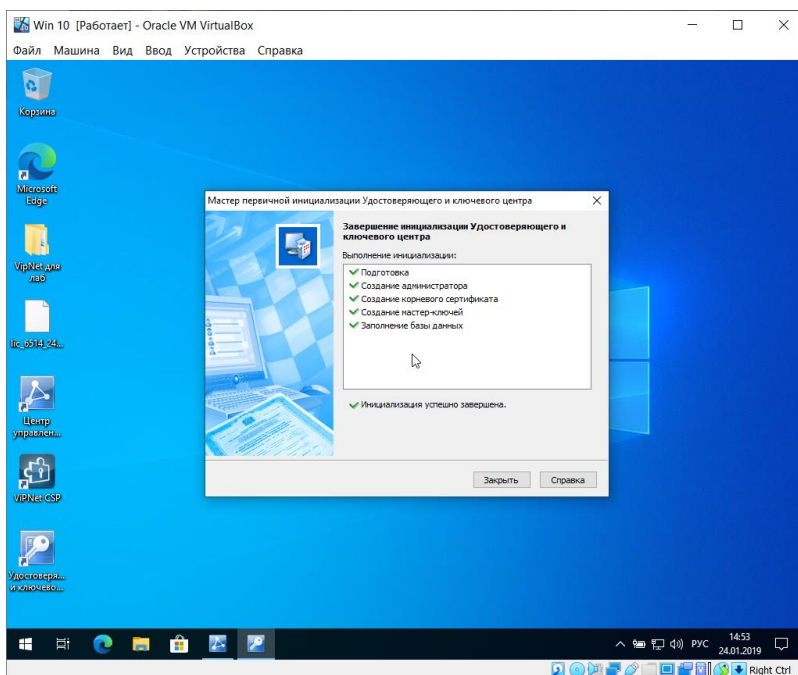 Win 10 [Работает] - Oracle VM VirtualBox
Файл Машина Вид Ввод Устройства Справка
Корзина
Microsoft
Edge
VipNet для
лаб
lic_6514_24...
Центр
управлен...
ViPNet CSP
Удостоверя...
и ключево...
Мастер первичной инициализации Удостоверяющего и ключевого центра
Завершение инициализации Удостоверяющего и
ключевого центра
Выполнение инициализации:
Подготовка
Создание администратора
Создание корневого сертификата
Создание мастер-ключей
Заполнение базы данных
Инициализация успешно завершена.
Закрыть Справка
РУС
14:53
24.01.2019
Right Ctrl